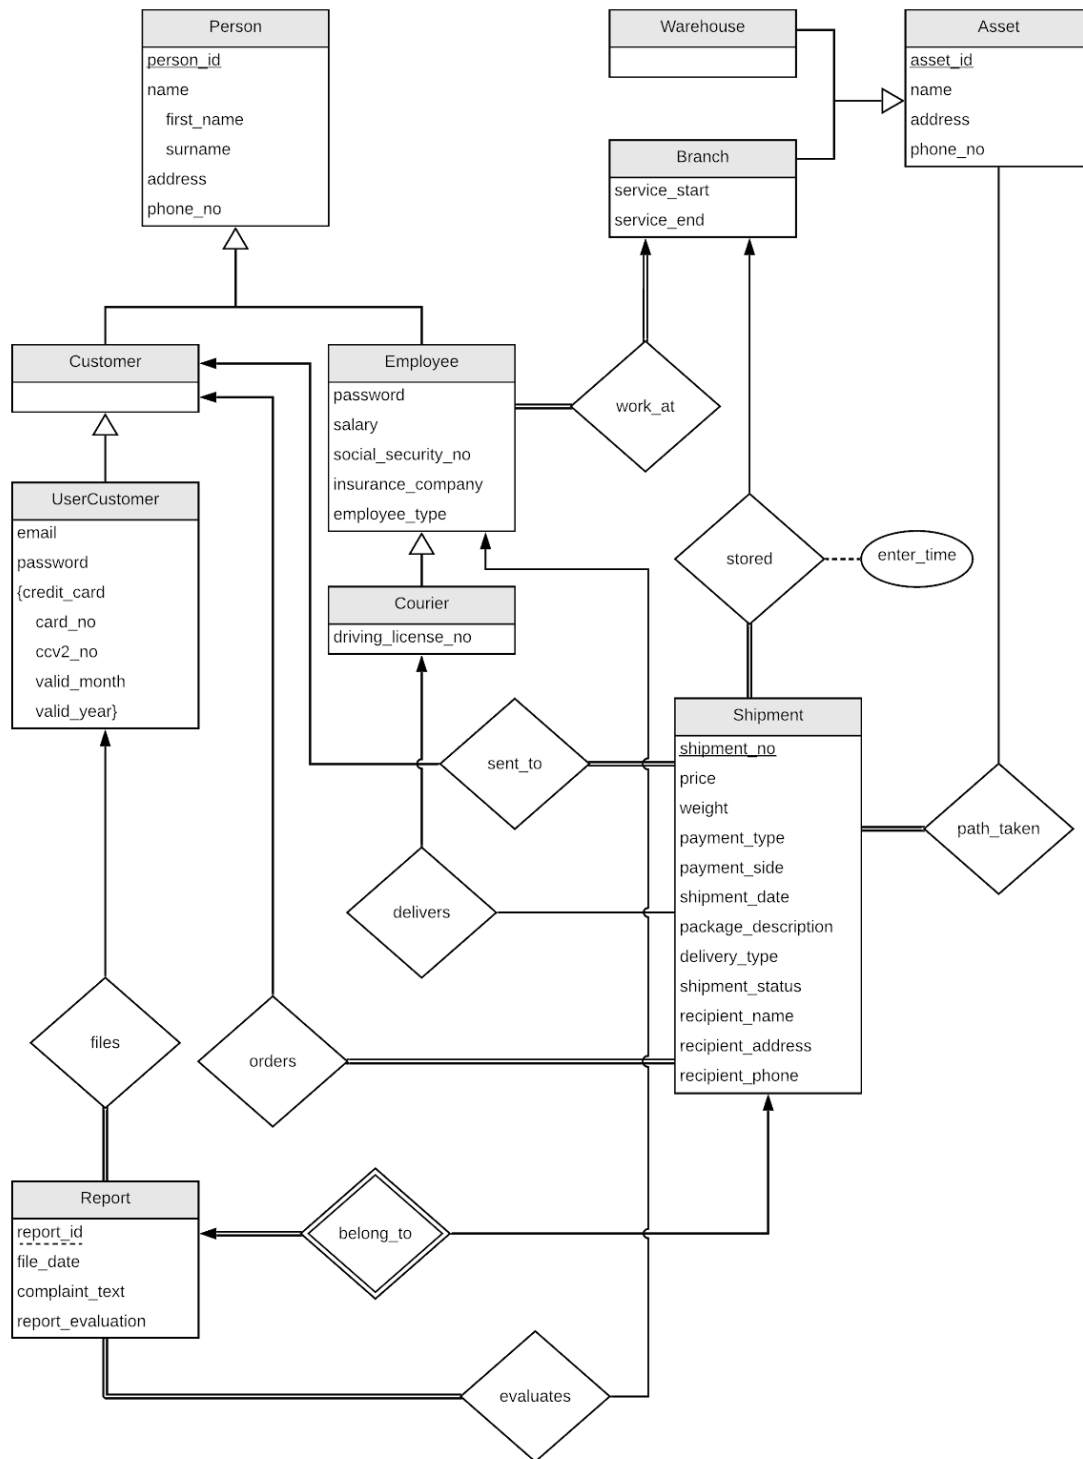 Person
person_id
name
first_name
surname
address
phone_no
Warehouse
Asset
asset_id
name
address
phone_no
Branch
service_start
service_end
Customer
Employee
password
salary
social_security_no
insurance_company
employee_type
work_at
UserCustomer
email
password
{credit_card
card_no
ccv2_no
valid_month
valid_year}
Courier
driving_license_no
stored
enter_time
Shipment
shipment_no
price
weight
payment_type
payment_side
shipment_date
package_description
delivery_type
shipment_status
recipient_name
recipient_address
recipient_phone
sent_to
path_taken
delivers
files
orders
Report
report_id
file_date
complaint_text
report_evaluation
belong_to
evaluates